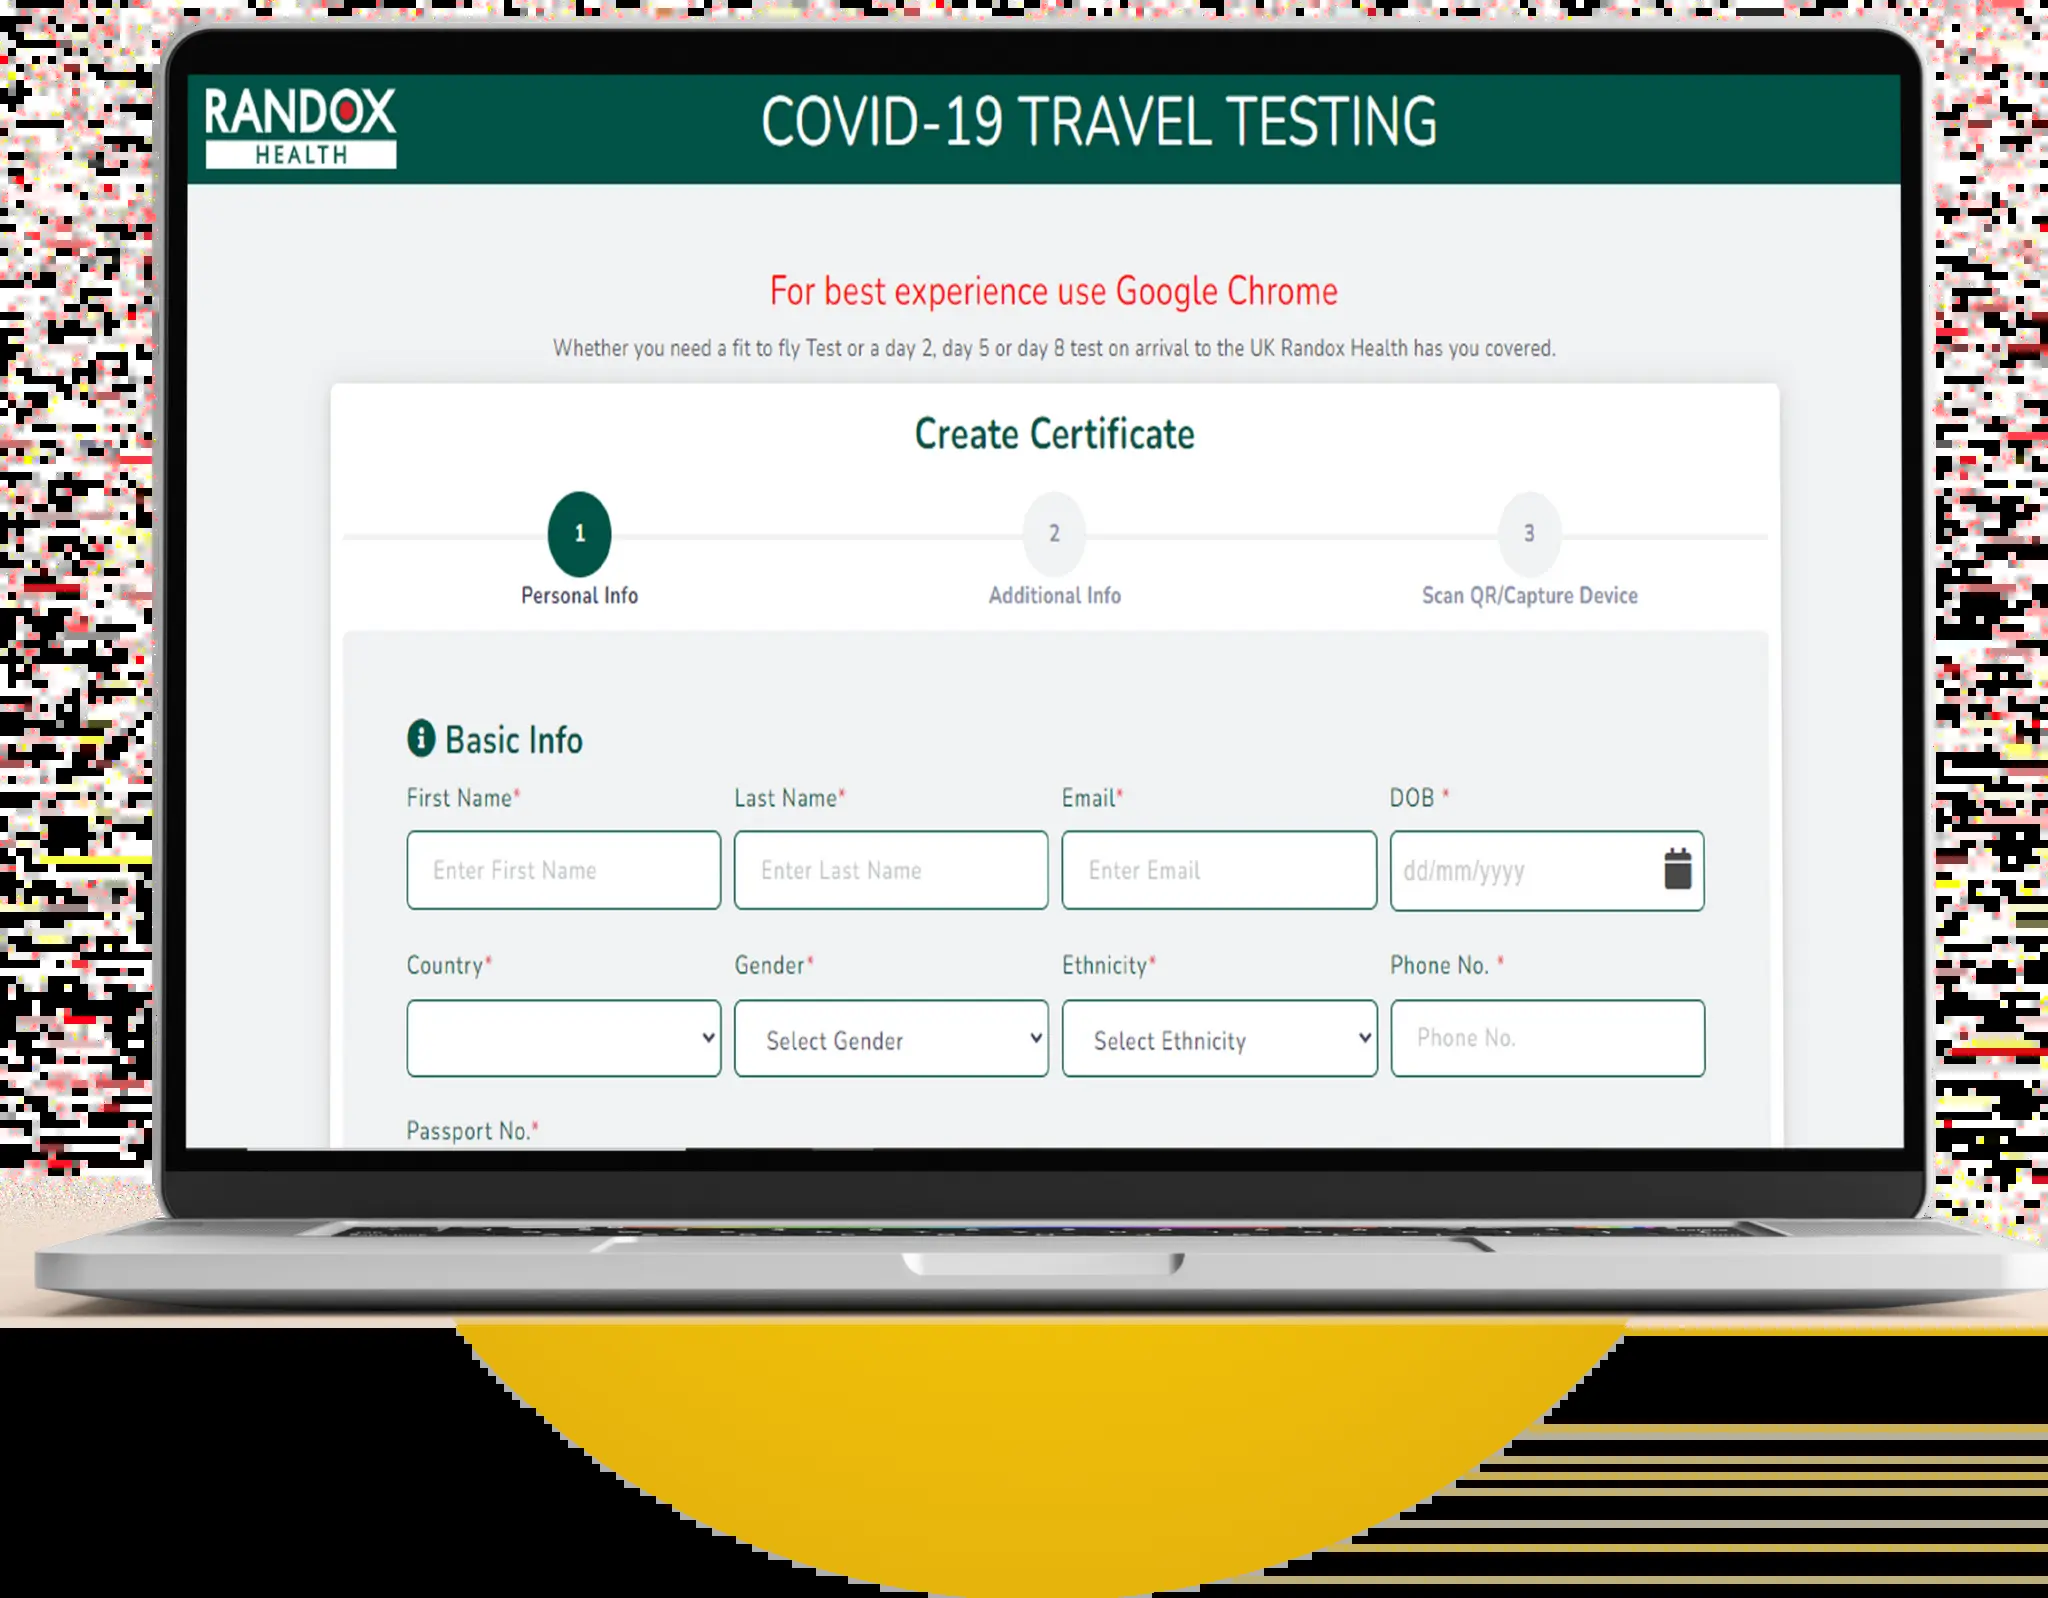 RANDOX
HEALTH
COVID-19 TRAVEL TESTING
For best experience use Google Chrome
Whether you need a fit to fly Test or a day 2, day 5 or day 8 test on arrival to the UK Randox Health has you covered.
Create Certificate
1 2 3
Personal Info Additional Info Scan QR/Capture Device
Basic Info
First Name* Last Name* Email* DOB *
Enter First Name Enter Last Name Enter Email dd/mm/yyyy
Country* Gender* Ethnicity* Phone No. *
Select Gender Select Ethnicity Phone No.
Passport No.*